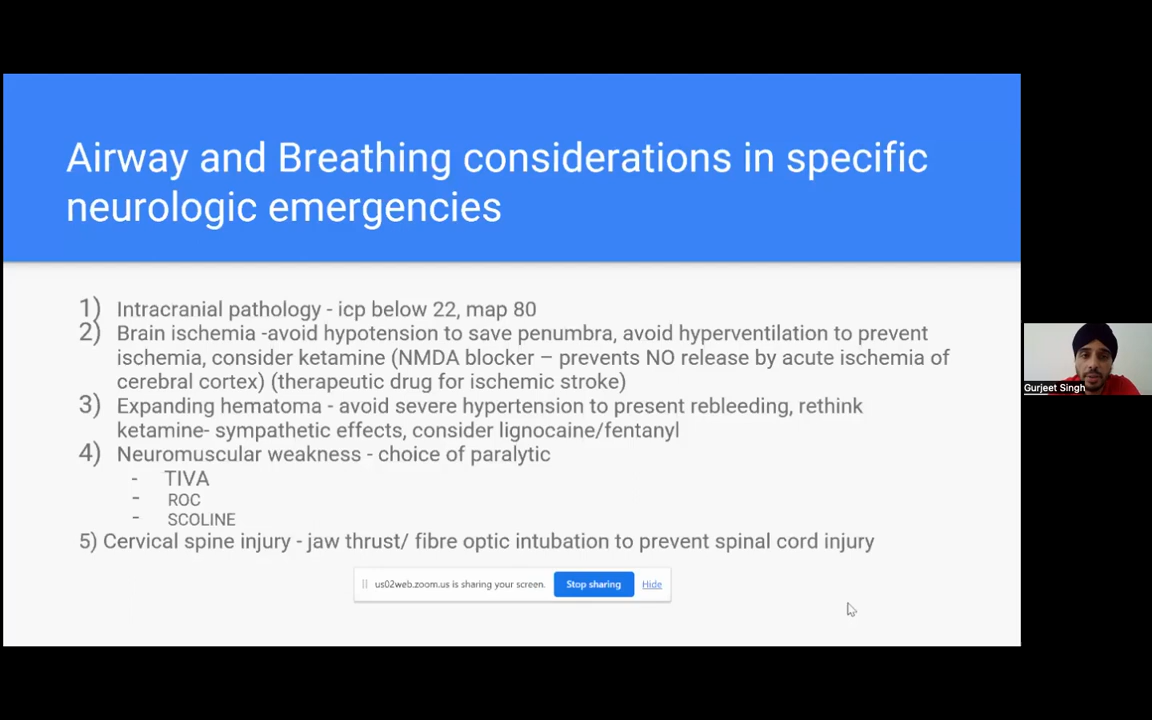 Airway and Breathing considerations in specific
neurologic emergencies
1) Intracranial pathology - icp below 22, map 80
2) Brain ischemia -avoid hypotension to save penumbra, avoid hyperventilation to prevent
ischemia, consider ketamine (NMDA blocker – prevents NO release by acute ischemia of
cerebral cortex) (therapeutic drug for ischemic stroke)
3) Expanding hematoma - avoid severe hypertension to present rebleeding, rethink
ketamine- sympathetic effects, consider lignocaine/fentanyl
4) Neuromuscular weakness - choice of paralytic
- TIVA
- ROC
- SCOLINE
5) Cervical spine injury - jaw thrust/ fibre optic intubation to prevent spinal cord injury
us02web.zoom.us is sharing your screen. Stop sharing Hide
Gurjeet Singh